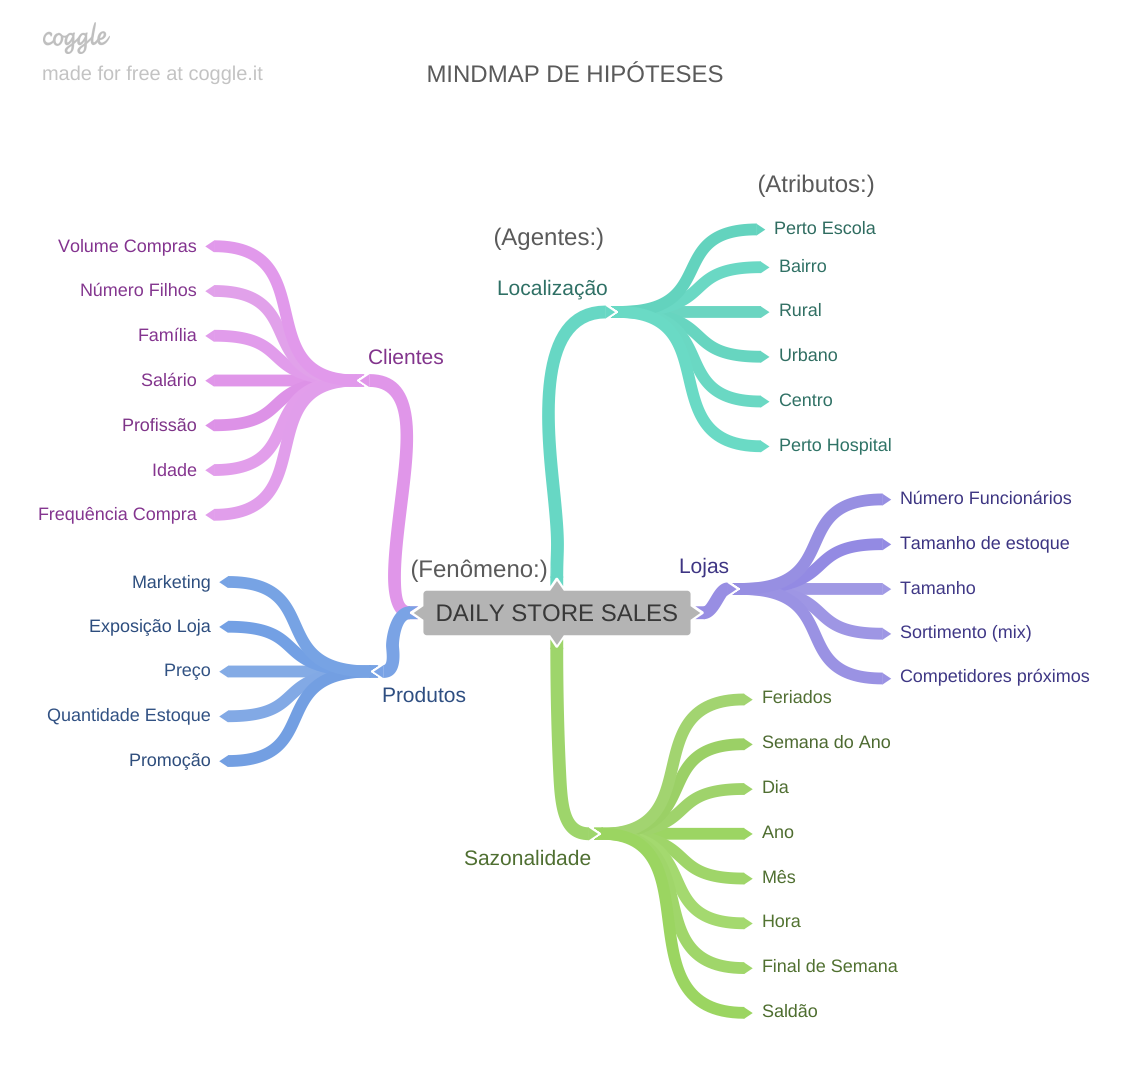 coggle
made for free at coggle.it
MINDMAP DE HIPÓTESES
(Atributos:)
(Agentes:)
Localização
Perto Escola
Bairro
Rural
Urbano
Centro
Perto Hospital
Clientes
Volume Compras
Número Filhos
Família
Salário
Profissão
Idade
Frequência Compra
(Fenômeno:)
DAILY STORE SALES
Lojas
Número Funcionários
Tamanho de estoque
Tamanho
Sortimento (mix)
Competidores próximos
Produtos
Marketing
Exposição Loja
Preço
Quantidade Estoque
Promoção
Sazonalidade
Feriados
Semana do Ano
Dia
Ano
Mês
Hora
Final de Semana
Saldão